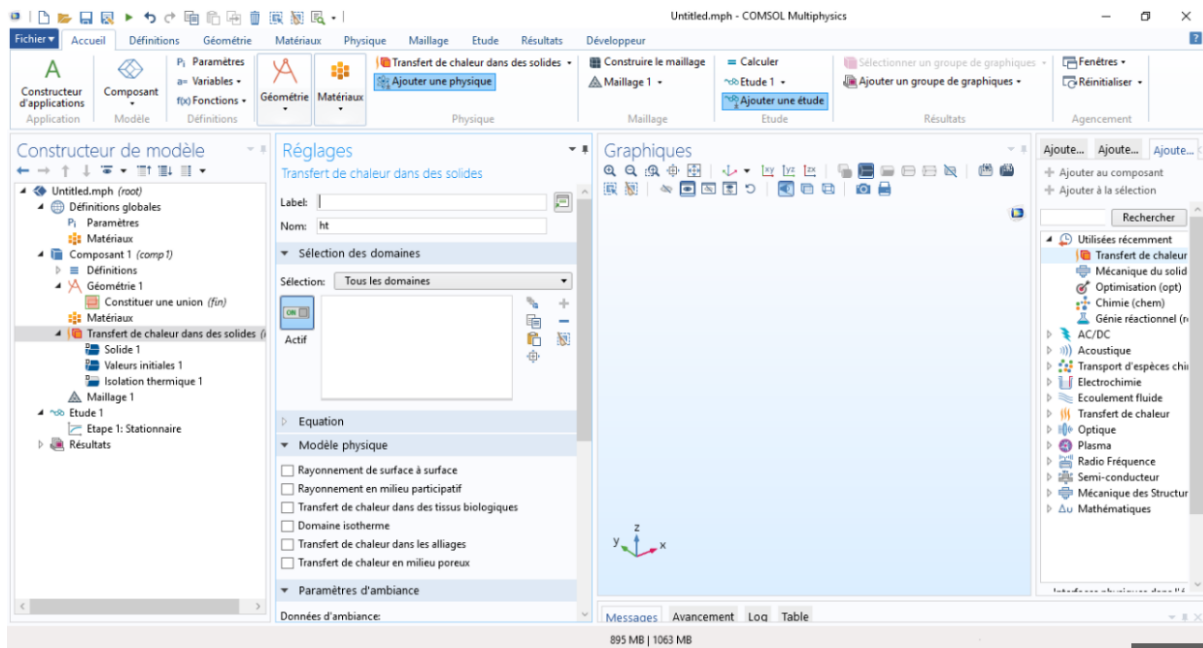 Untitled.mph - COMSOL Multiphysics
Fichier Accueil Définitions Géométrie Matériaux Physique Maillage Etude Résultats Développeur
Constructeur d'applications
Application
Composant
Modèle
Pi Paramètres
a= Variables
f(x) Fonctions
Définitions
Géométrie
Matériaux
Transfert de chaleur dans des solides
Ajouter une physique
Physique
Construire le maillage
Maillage 1
Maillage
= Calculer
Etude 1
Ajouter une étude
Etude
Sélectionner un groupe de graphiques
Ajouter un groupe de graphiques
Résultats
Fenêtres
Réinitialiser
Agencement
Constructeur de modèle
Untitled.mph (root)
Définitions globales
Pi Paramètres
Matériaux
Composant 1 (comp1)
Définitions
Géométrie 1
Constituer une union (fin)
Matériaux
Transfert de chaleur dans des solides
Solide 1
Valeurs initiales 1
Isolation thermique 1
Maillage 1
Etude 1
Etape 1: Stationnaire
Résultats
Réglages
Transfert de chaleur dans des solides
Label:
Nom: ht
Sélection des domaines
Sélection: Tous les domaines
ON
Actif
Equation
Modèle physique
Rayonnement de surface à surface
Rayonnement en milieu participatif
Transfert de chaleur dans des tissus biologiques
Domaine isotherme
Transfert de chaleur dans les alliages
Transfert de chaleur en milieu poreux
Paramètres d'ambiance
Données d'ambiance:
Graphiques
xy yz zx
z
y x
Messages Avancement Log Table
Ajoute... Ajoute... Ajoute...
+ Ajouter au composant
+ Ajouter à la sélection
Rechercher
Utilisées récemment
Transfert de chaleur
Mécanique du solid
Optimisation (opt)
Chimie (chem)
Génie réactionnel (r
AC/DC
Acoustique
Transport d'espèces chi
Electrochimie
Ecoulement fluide
Transfert de chaleur
Optique
Plasma
Radio Fréquence
Semi-conducteur
Mécanique des Structur
Δu Mathématiques
895 MB | 1063 MB